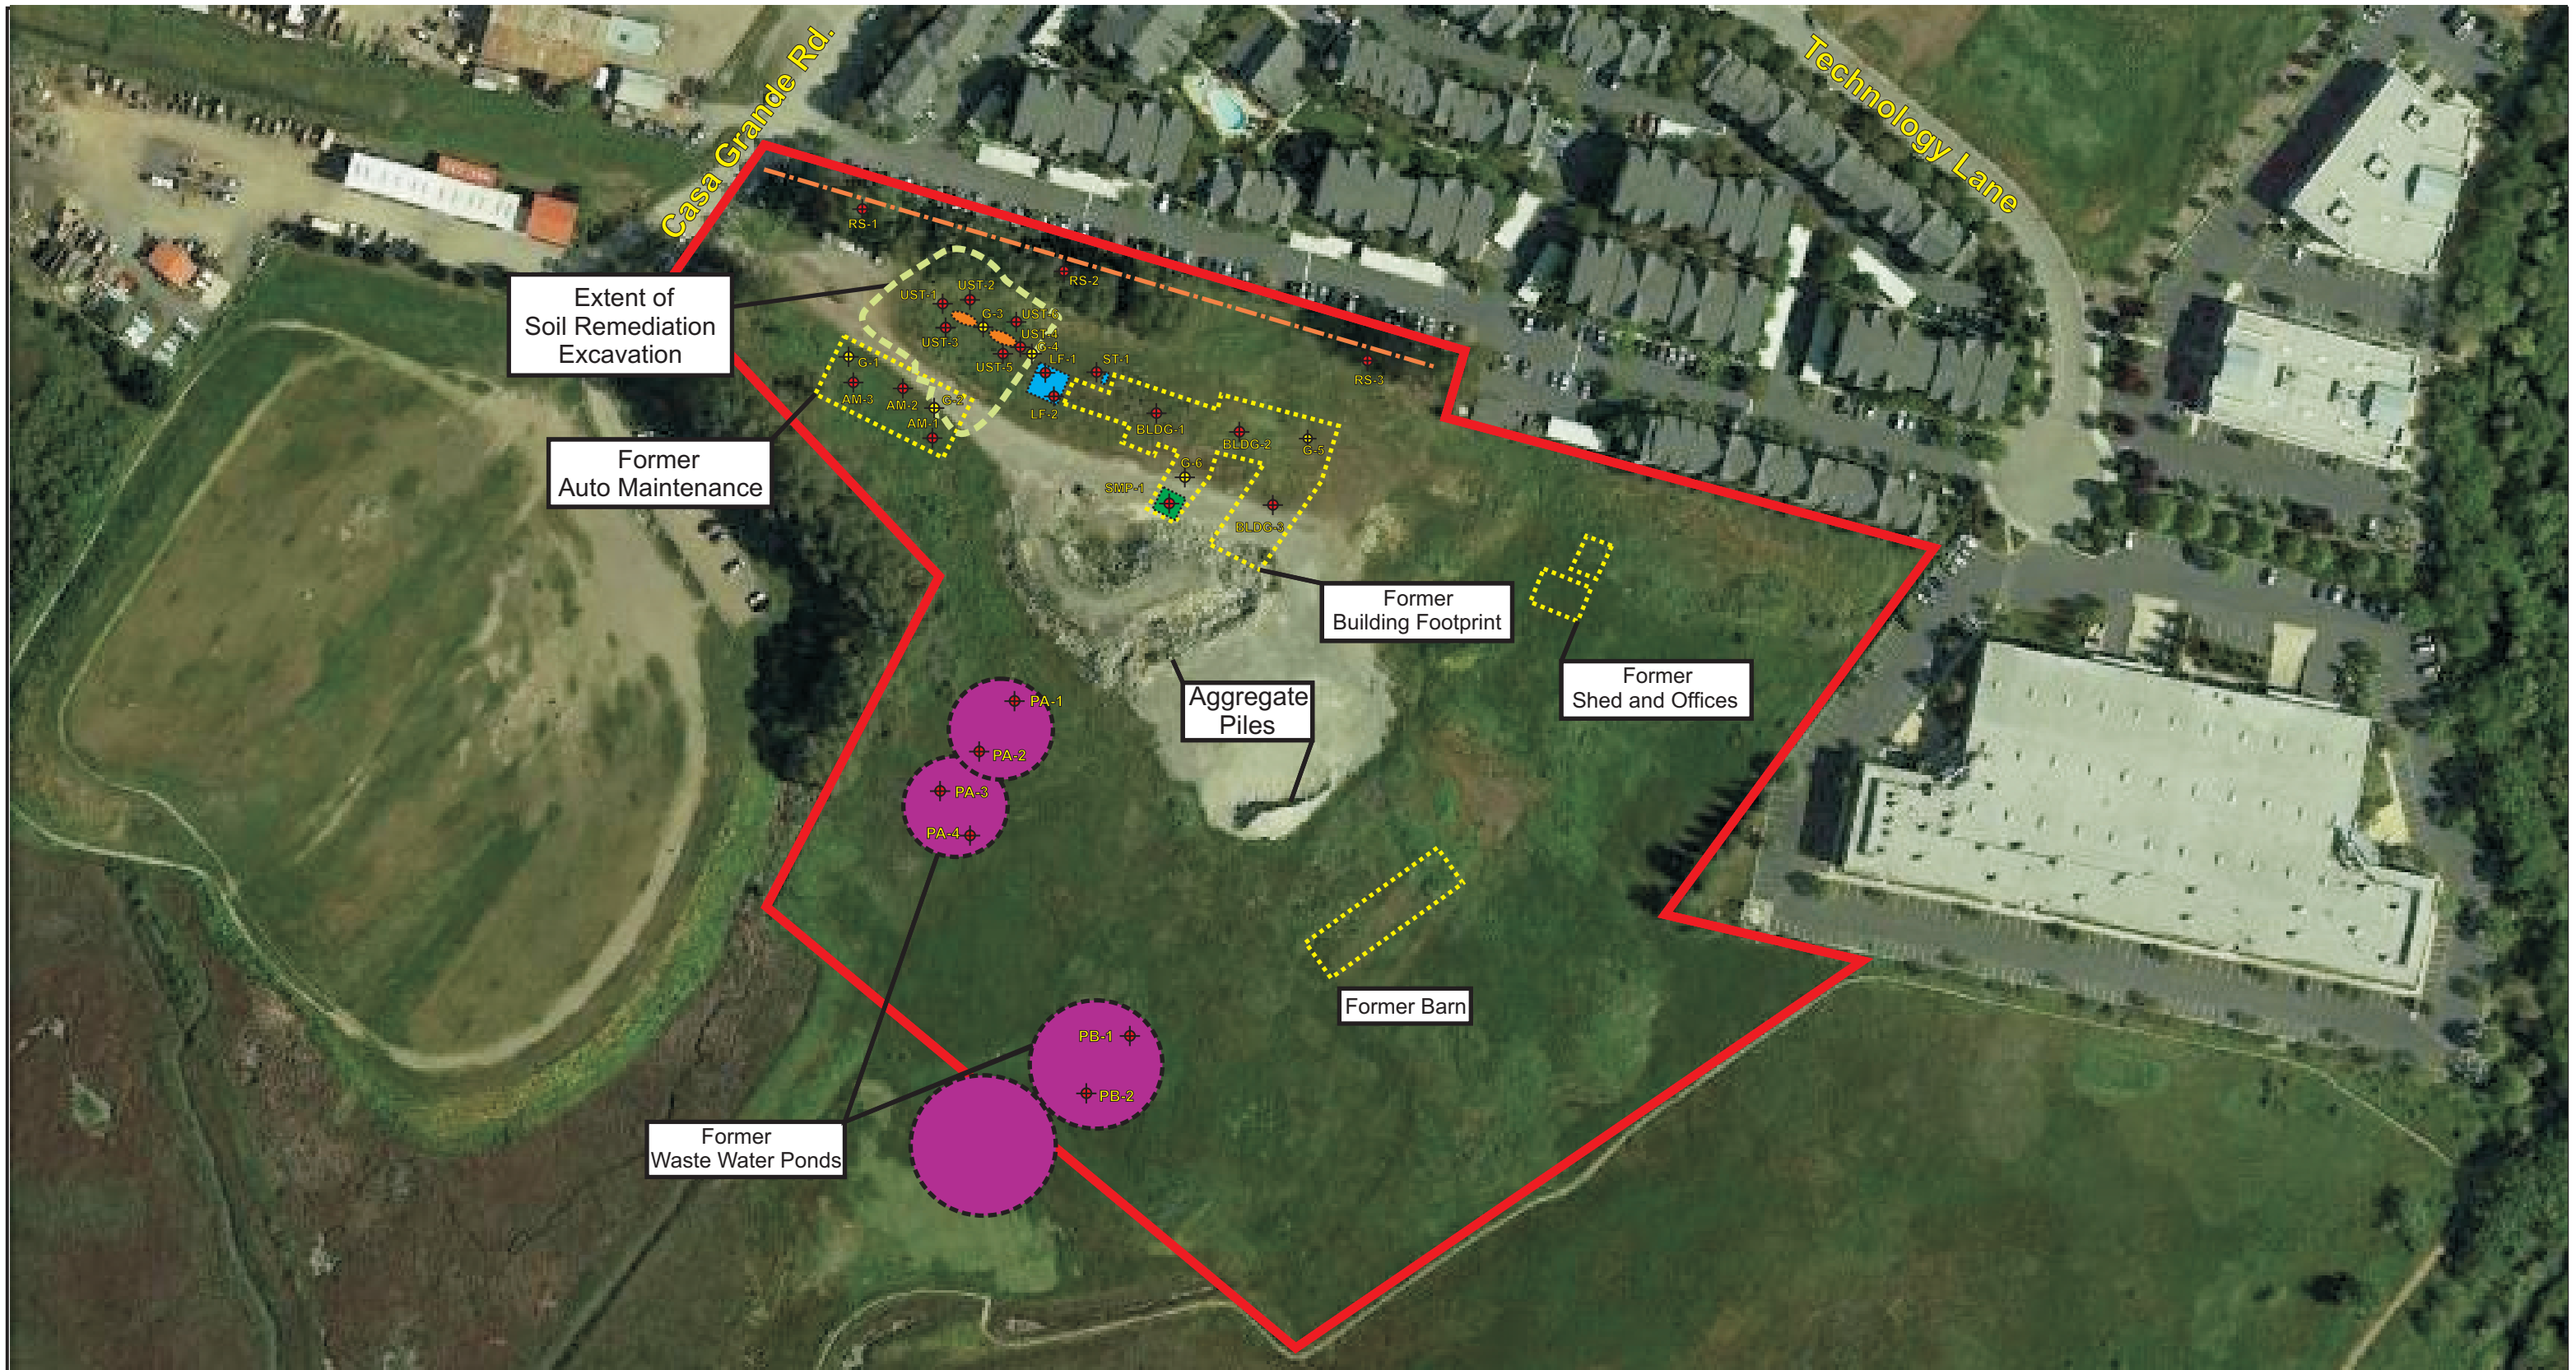 Casa Grande Rd.
Technology Lane
RS-1
RS-2
RS-3
Extent of
Soil Remediation
Excavation
UST-1
UST-2
G-3
UST-6
UST-3
UST-4
G-4
UST-5
LF-1
ST-1
G-1
AM-3
AM-2
G-2
AM-1
LF-2
BLDG-1
BLDG-2
G-5
G-6
SMP-1
BLDG-3
Former
Auto Maintenance
Former
Building Footprint
Former
Shed and Offices
Aggregate
Piles
PA-1
PA-2
PA-3
PA-4
Former Barn
PB-1
PB-2
Former
Waste Water Ponds